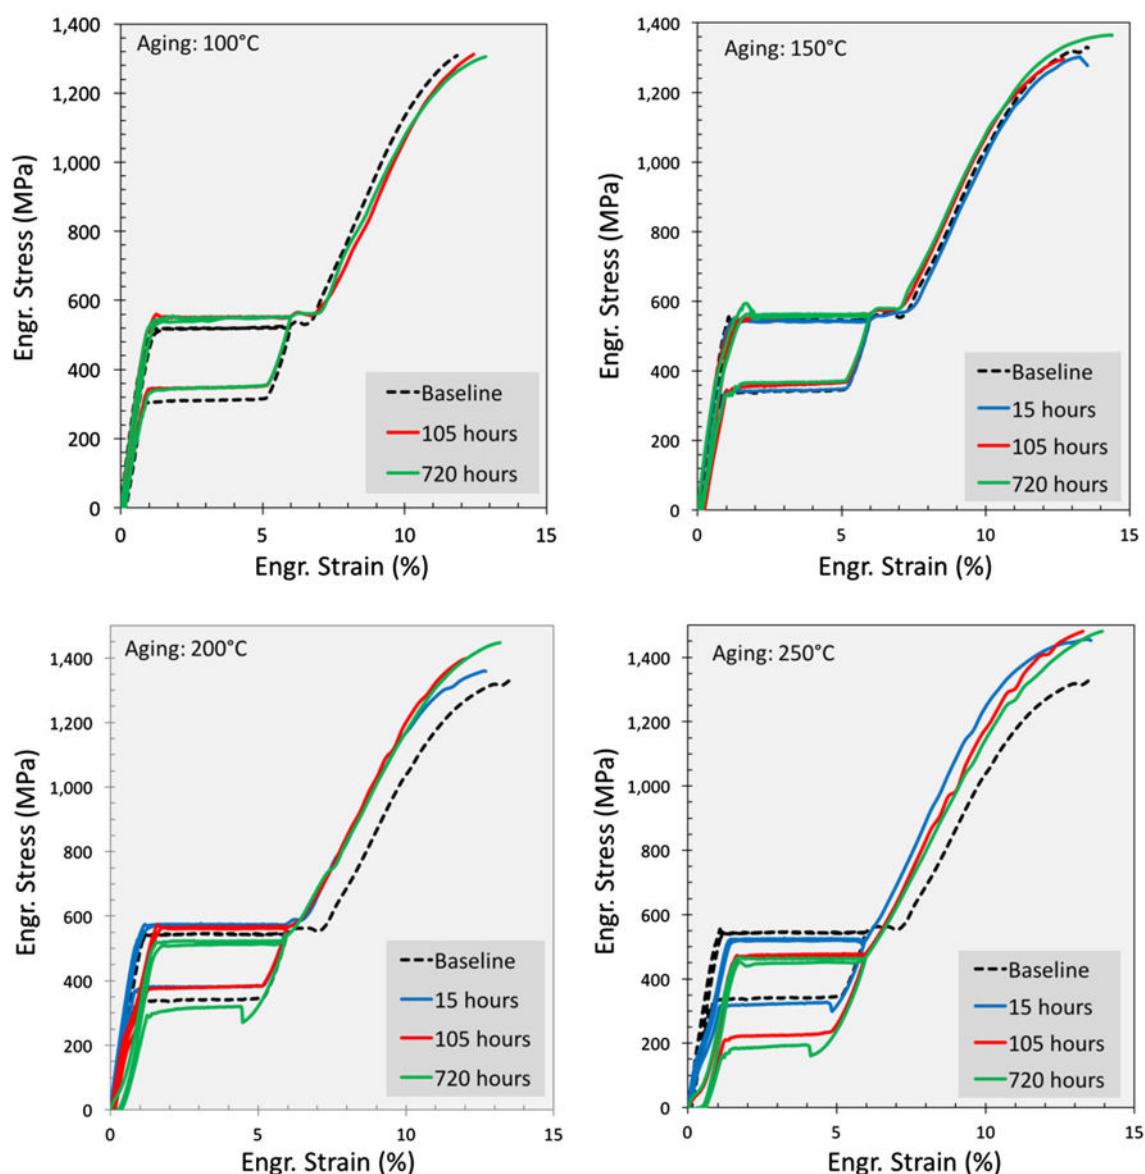 Aging: 100°C
Engr. Stress (MPa)
1,400
1,200
1,000
800
600
400
200
0
0 5 10 15
Engr. Strain (%)
Baseline
105 hours
720 hours
Aging: 150°C
Engr. Stress (MPa)
1,400
1,200
1,000
800
600
400
200
0
0 5 10 15
Engr. Strain (%)
Baseline
15 hours
105 hours
720 hours
Aging: 200°C
Engr. Stress (MPa)
1,400
1,200
1,000
800
600
400
200
0
0 5 10 15
Engr. Strain (%)
Baseline
15 hours
105 hours
720 hours
Aging: 250°C
Engr. Stress (MPa)
1,400
1,200
1,000
800
600
400
200
0
0 5 10 15
Engr. Strain (%)
Baseline
15 hours
105 hours
720 hours